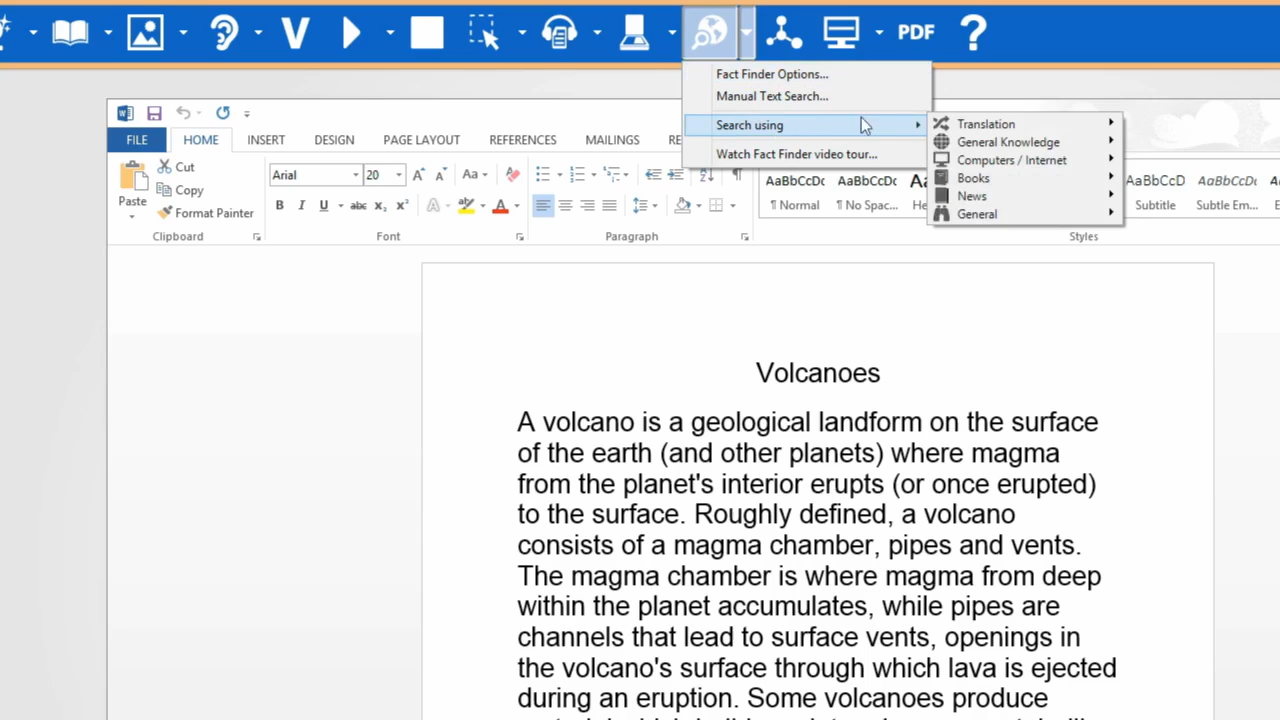 V
PDF
?
Fact Finder Options...
Manual Text Search...
Search using
Watch Fact Finder video tour...
Translation
General Knowledge
Computers / Internet
Books
News
General
FILE
HOME
INSERT
DESIGN
PAGE LAYOUT
REFERENCES
MAILINGS
RE
Paste
Cut
Copy
Format Painter
Clipboard
Arial
20
Aa
B I U abc x₂ x²
Font
Paragraph
AaBbCcDc
¶ Normal
AaBbCcDc
¶ No Spac...
AaBbCcD
Subtitle
AaBbCcDc
Subtle Em...
Styles
Volcanoes
A volcano is a geological landform on the surface
of the earth (and other planets) where magma
from the planet's interior erupts (or once erupted)
to the surface. Roughly defined, a volcano
consists of a magma chamber, pipes and vents.
The magma chamber is where magma from deep
within the planet accumulates, while pipes are
channels that lead to surface vents, openings in
the volcano's surface through which lava is ejected
during an eruption. Some volcanoes produce